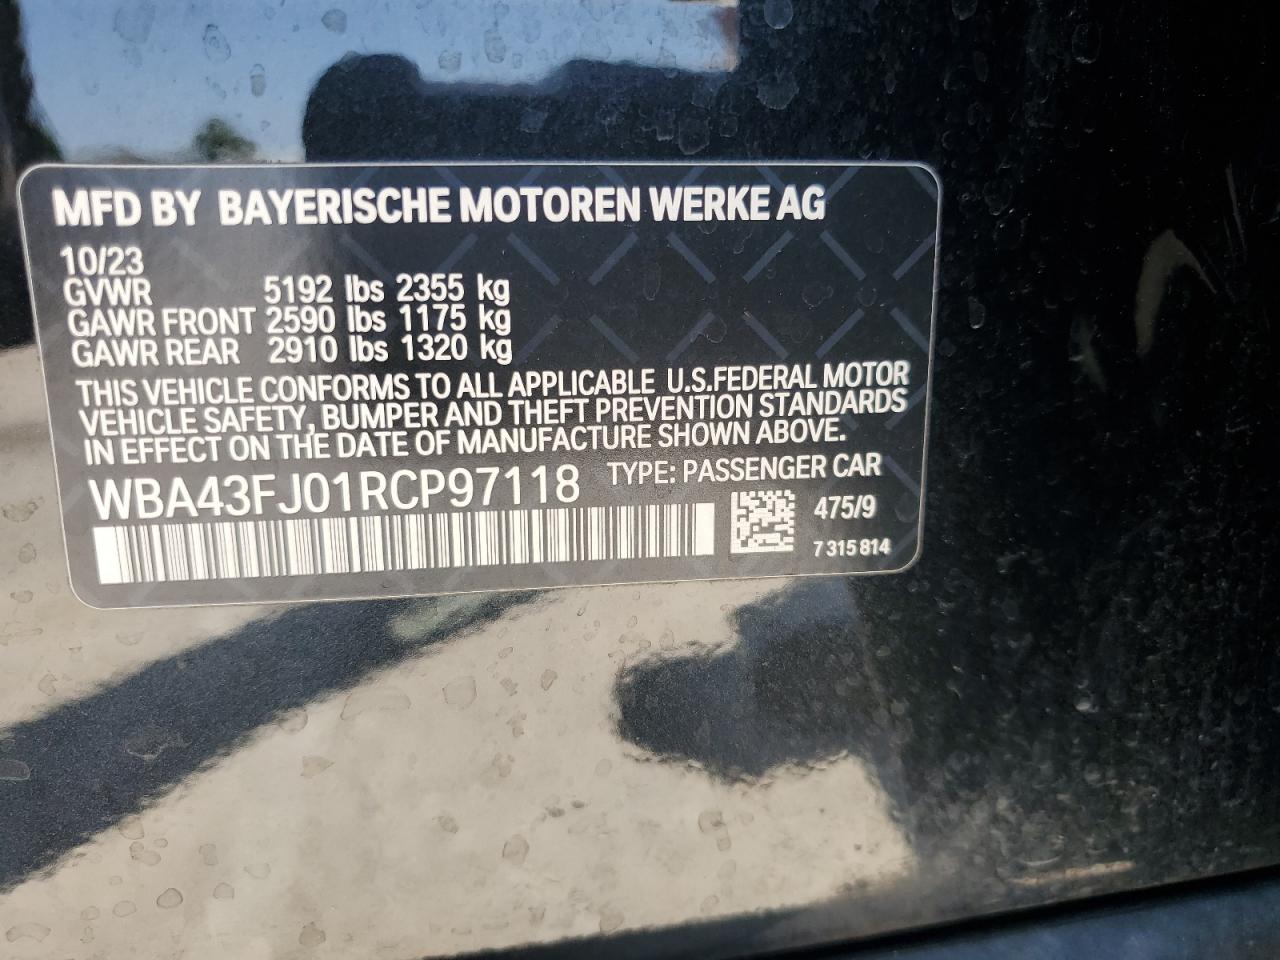 MFD BY BAYERISCHE MOTOREN WERKE AG
10/23
GVWR 5192 lbs 2355 kg
GAWR FRONT 2590 lbs 1175 kg
GAWR REAR 2910 lbs 1320 kg
THIS VEHICLE CONFORMS TO ALL APPLICABLE U.S.FEDERAL MOTOR
VEHICLE SAFETY, BUMPER AND THEFT PREVENTION STANDARDS
IN EFFECT ON THE DATE OF MANUFACTURE SHOWN ABOVE.
WBA43FJ01RCP97118 TYPE: PASSENGER CAR
475/9
7 315 814